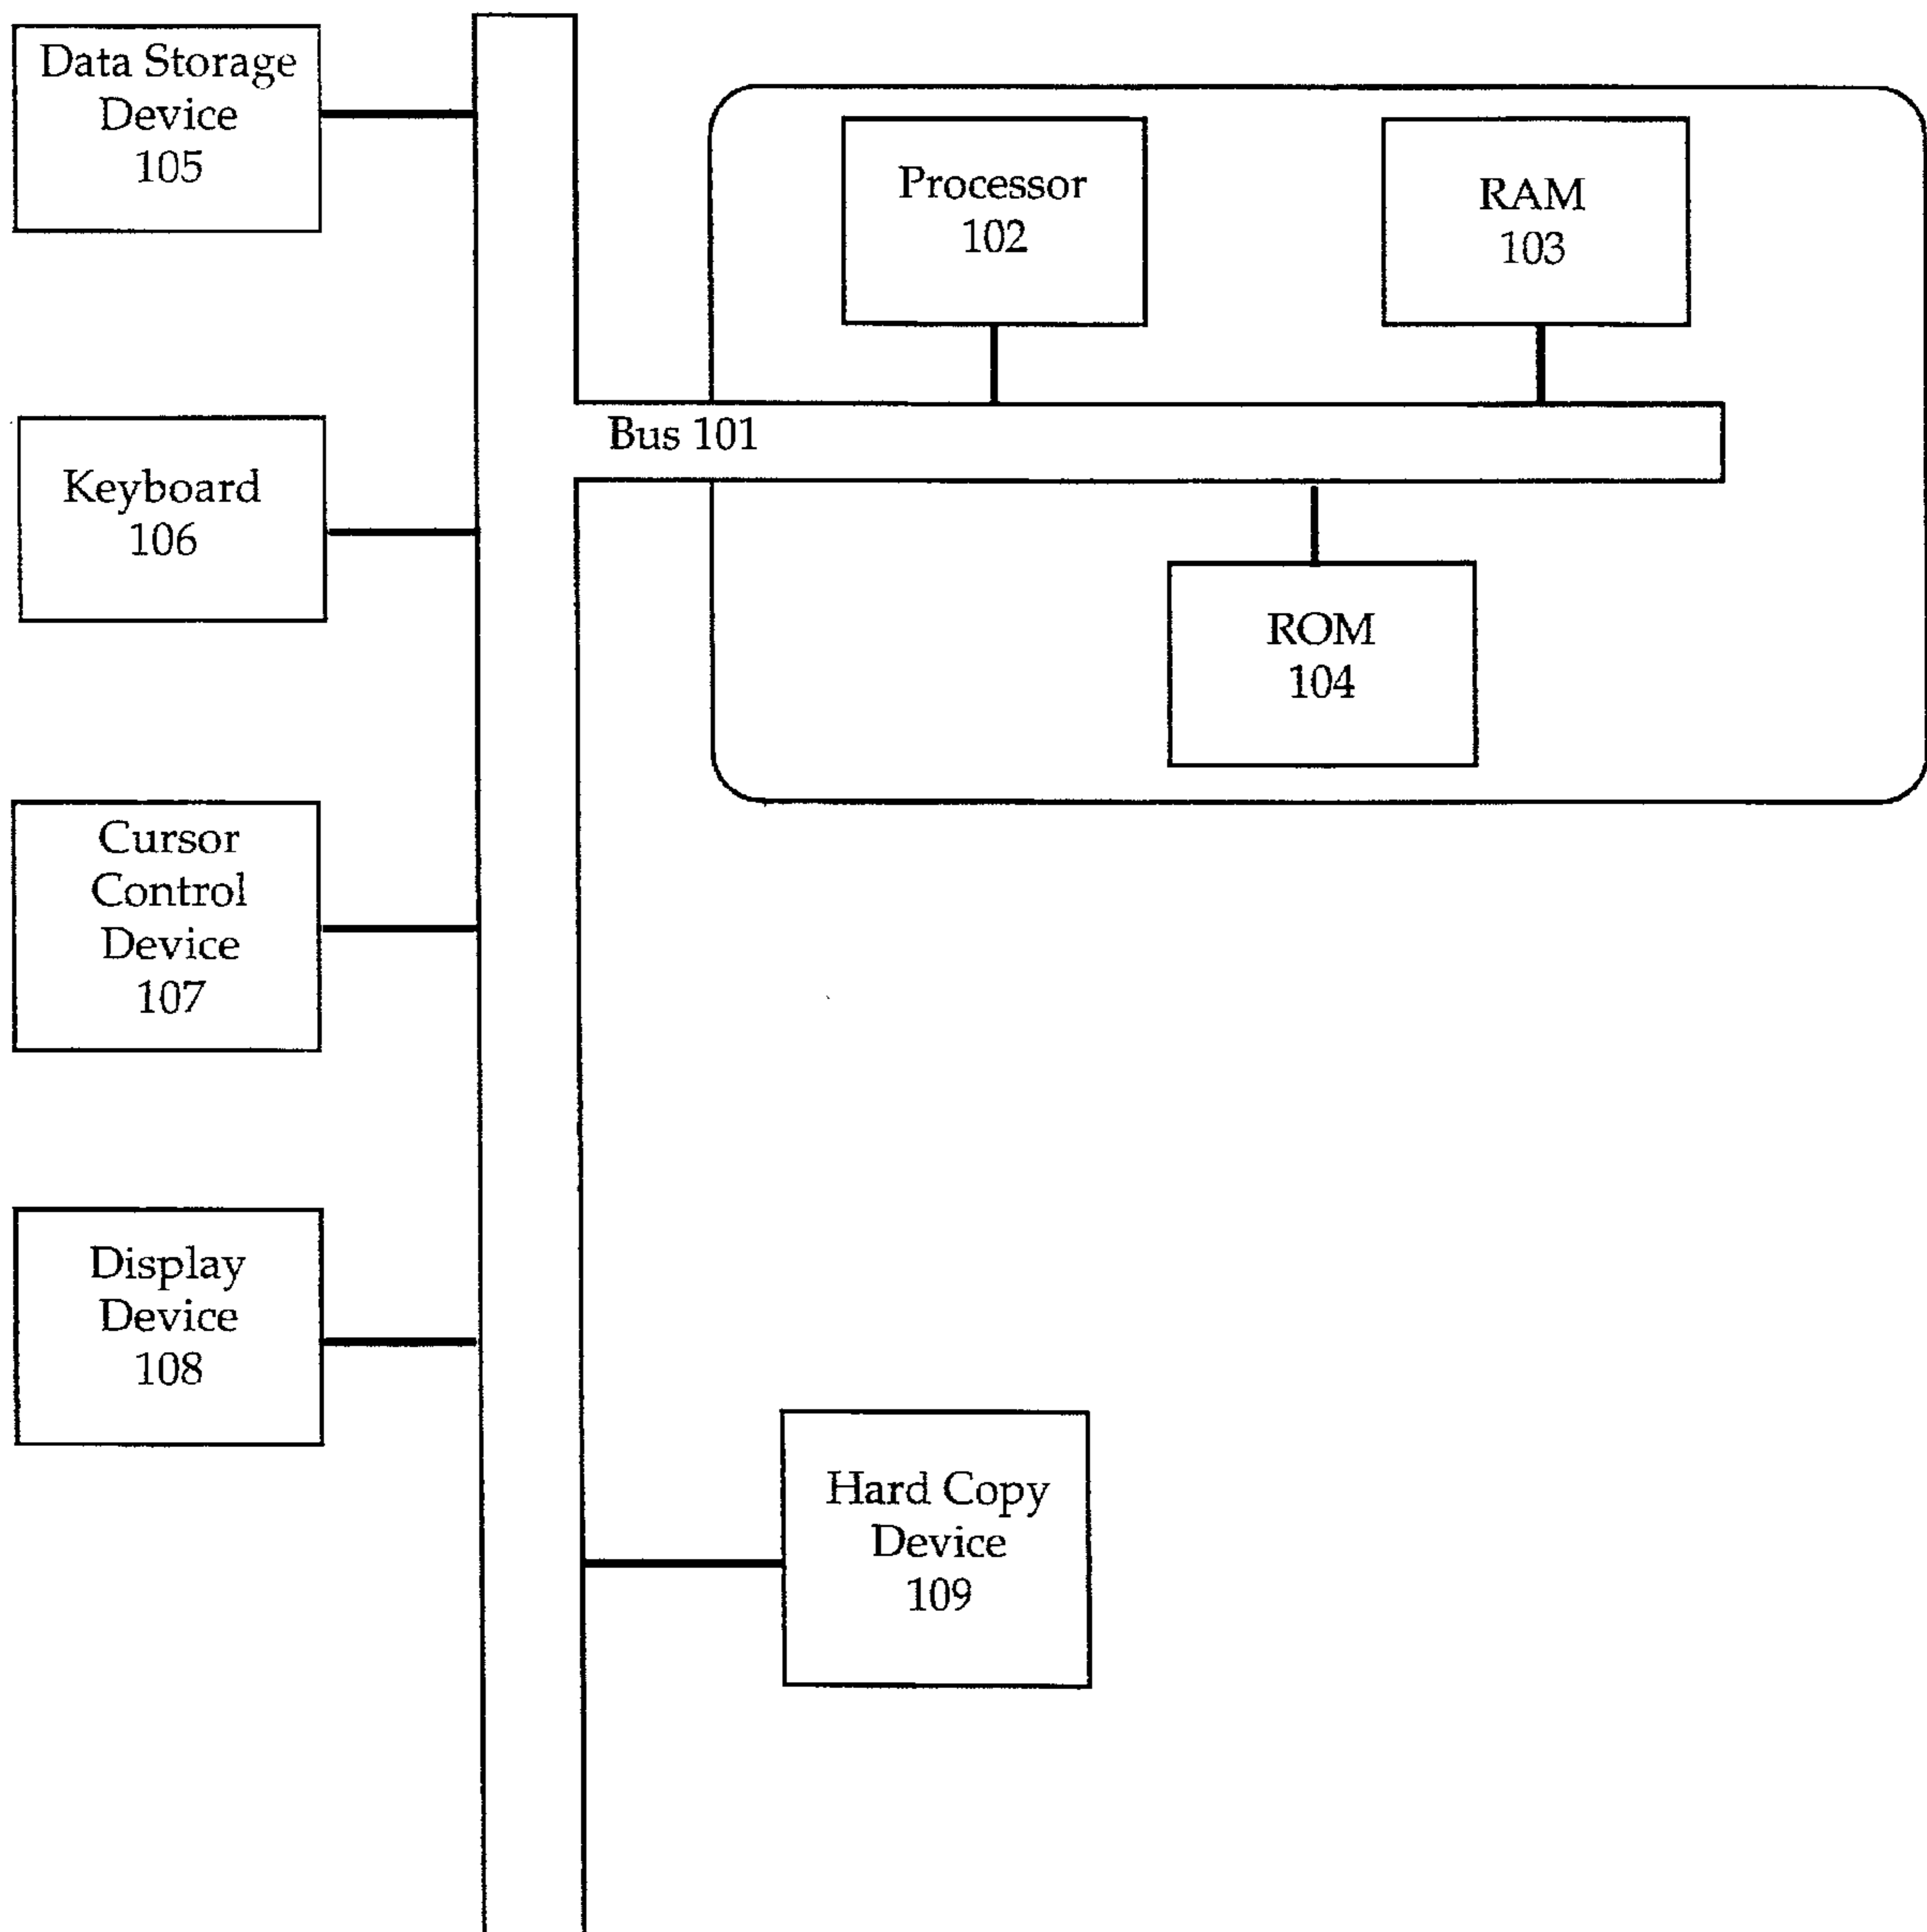 Data Storage
Device
105
Processor
102
RAM
103
Bus 101
Keyboard
106
ROM
104
Cursor
Control
Device
107
Display
Device
108
Hard Copy
Device
109